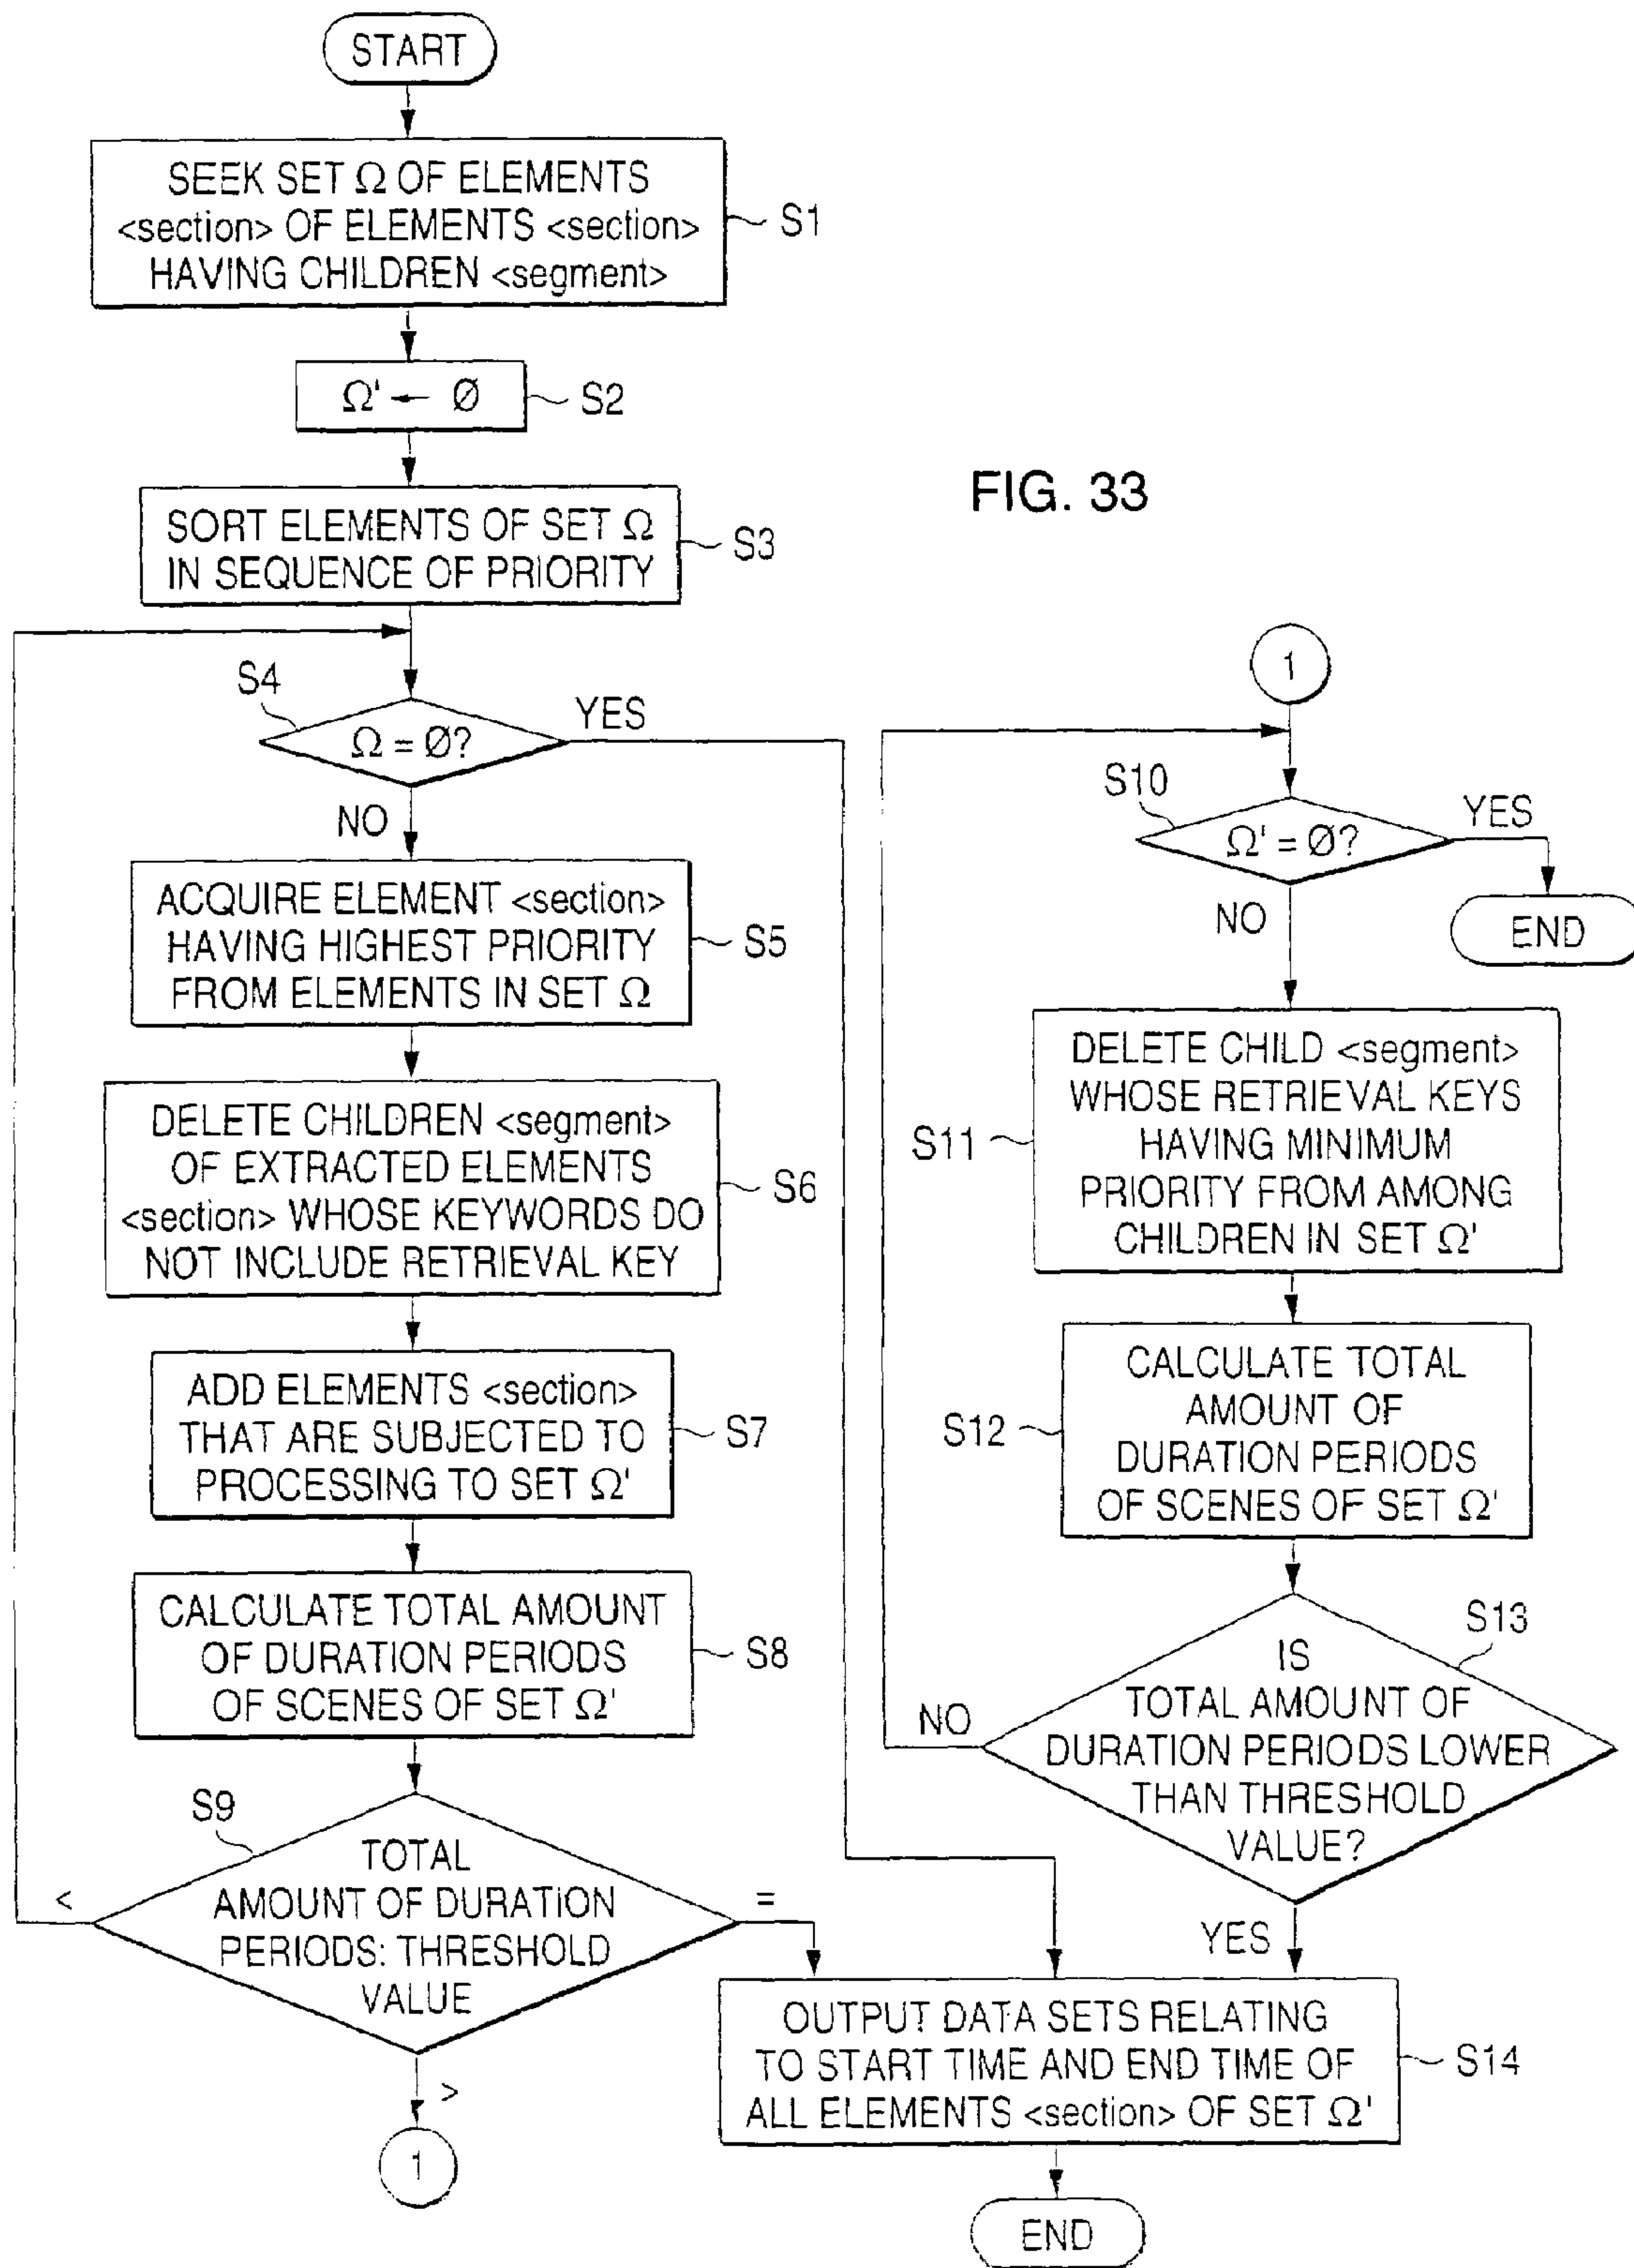 START
SEEK SET Ω OF ELEMENTS
<section> OF ELEMENTS <section>
HAVING CHILDREN <segment>
S1
Ω' ← Ø
S2
FIG. 33
SORT ELEMENTS OF SET Ω
IN SEQUENCE OF PRIORITY
S3
S4
Ω = Ø?
YES
NO
ACQUIRE ELEMENT <section>
HAVING HIGHEST PRIORITY
FROM ELEMENTS IN SET Ω
S5
DELETE CHILDREN <segment>
OF EXTRACTED ELEMENTS
<section> WHOSE KEYWORDS DO
NOT INCLUDE RETRIEVAL KEY
S6
ADD ELEMENTS <section>
THAT ARE SUBJECTED TO
PROCESSING TO SET Ω'
S7
CALCULATE TOTAL AMOUNT
OF DURATION PERIODS
OF SCENES OF SET Ω'
S8
S9
TOTAL
AMOUNT OF DURATION
PERIODS: THRESHOLD
VALUE
<
=
>
1
1
S10
Ω' = Ø?
YES
END
NO
DELETE CHILD <segment>
WHOSE RETRIEVAL KEYS
HAVING MINIMUM
PRIORITY FROM AMONG
CHILDREN IN SET Ω'
S11
CALCULATE TOTAL
AMOUNT OF
DURATION PERIODS
OF SCENES OF SET Ω'
S12
S13
IS
TOTAL AMOUNT OF
DURATION PERIODS LOWER
THAN THRESHOLD
VALUE?
NO
YES
OUTPUT DATA SETS RELATING
TO START TIME AND END TIME OF
ALL ELEMENTS <section> OF SET Ω'
S14
END